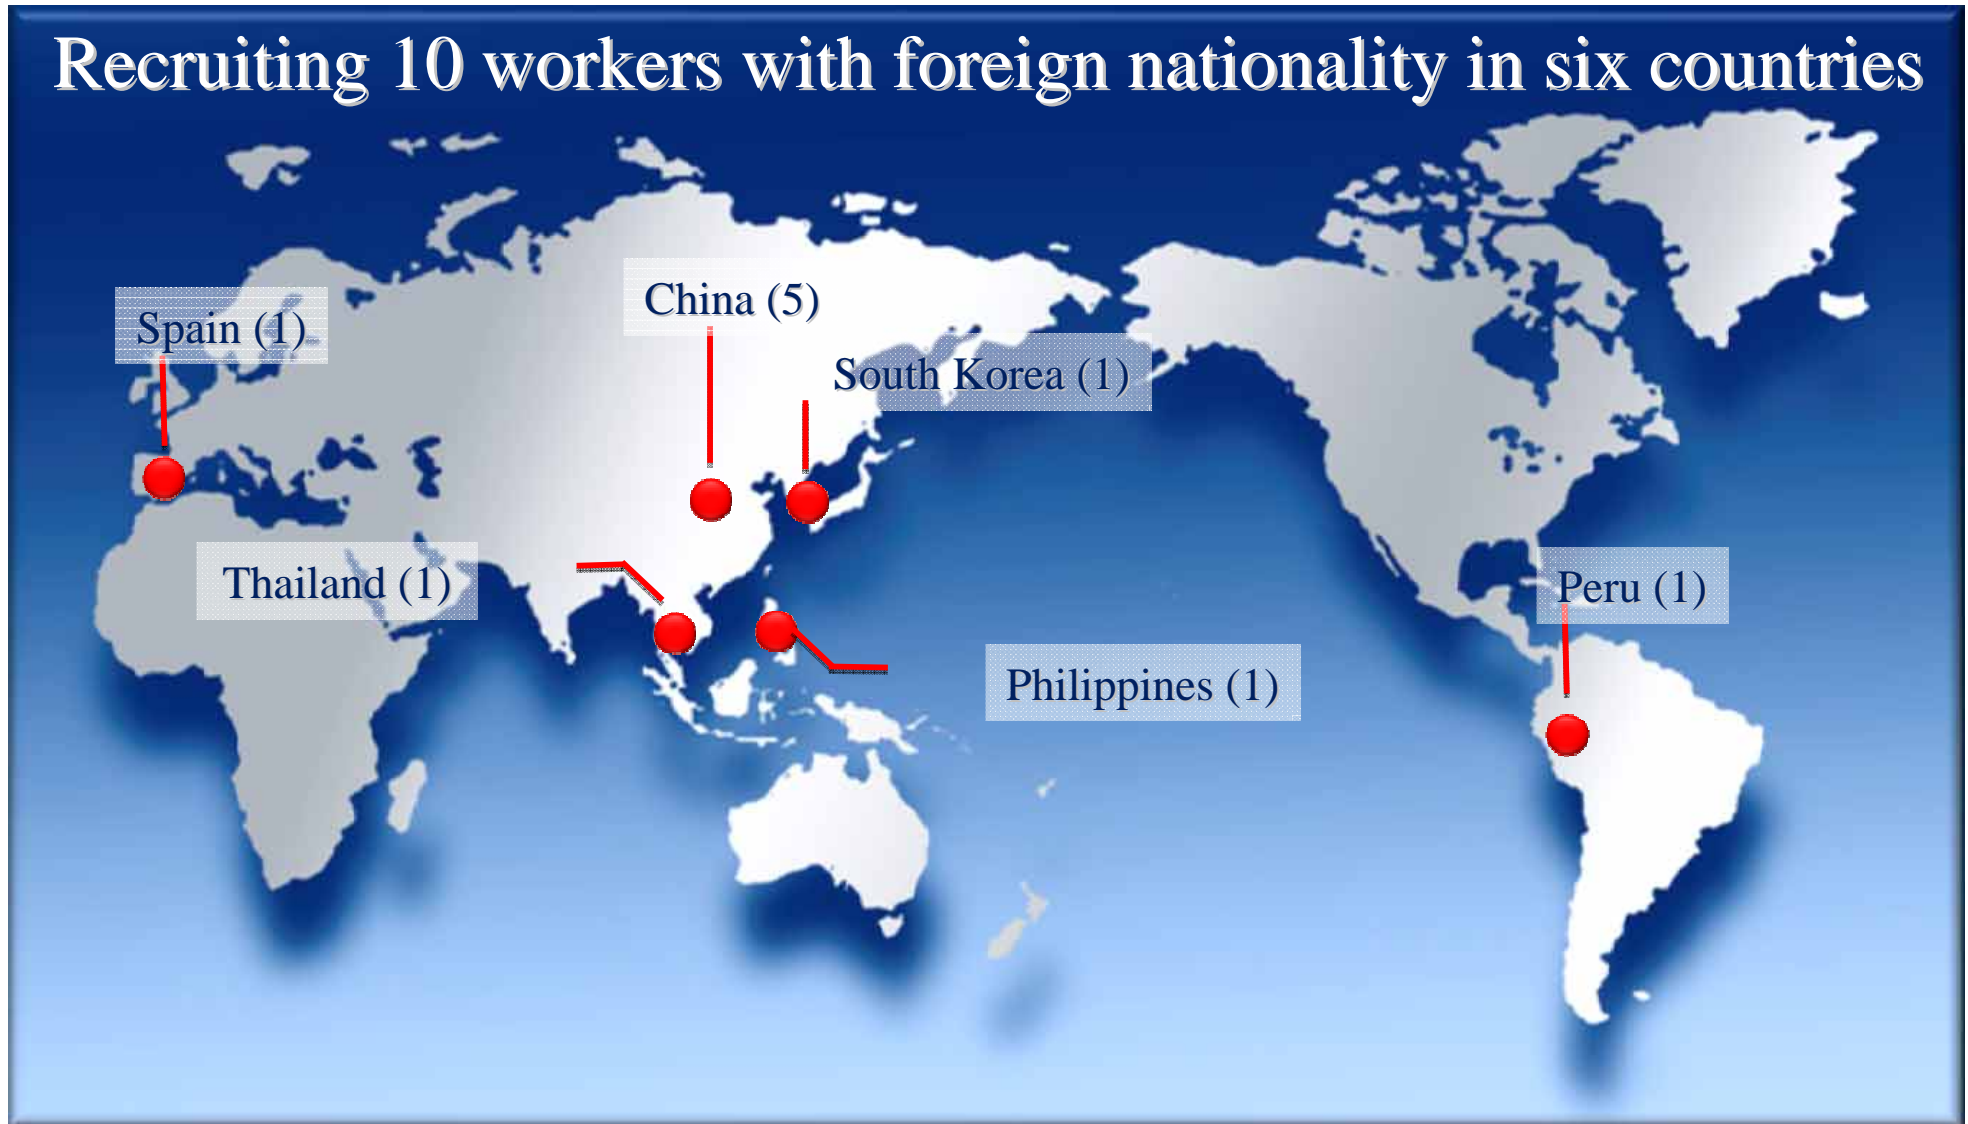 Recruiting 10 workers with foreign nationality in six countries
China (5)
Spain (1)
South Korea (1)
Thailand (1)
Peru (1)
Philippines (1)